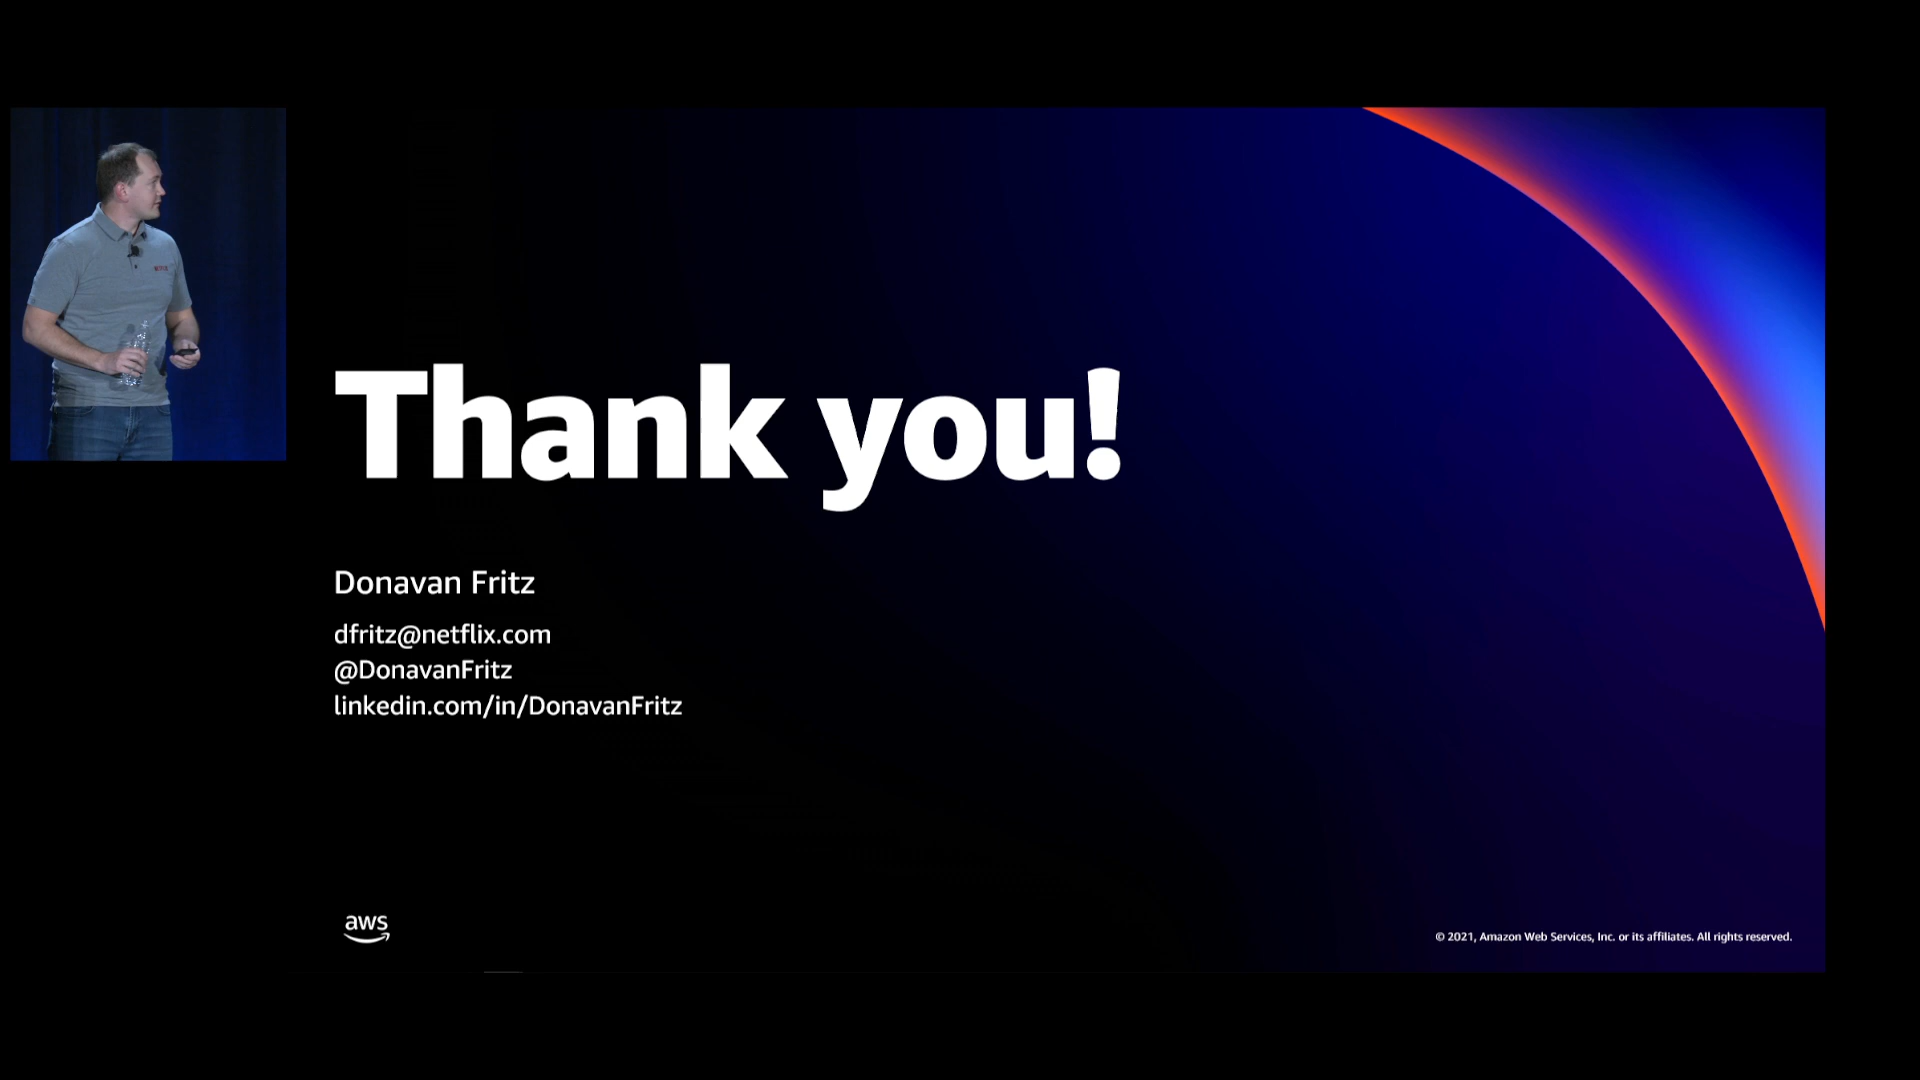 Thank you!
Donavan Fritz
dfritz@netflix.com
@DonavanFritz
linkedin.com/in/DonavanFritz
aws
© 2021, Amazon Web Services, Inc. or its affiliates. All rights reserved.